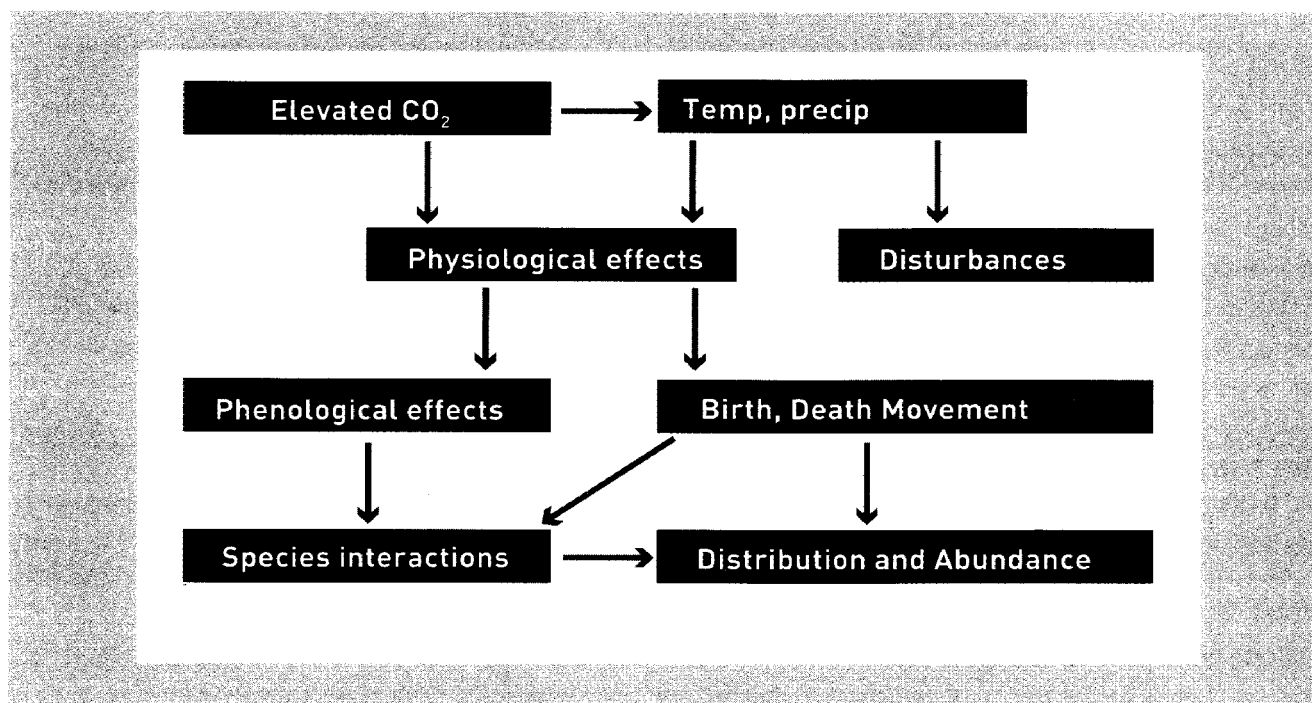 Elevated CO₂
Temp, precip
Physiological effects
Disturbances
Phenological effects
Birth, Death Movement
Species interactions
Distribution and Abundance